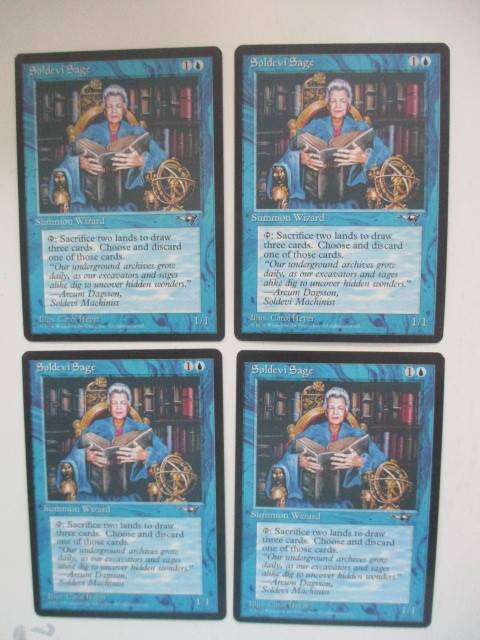 Soldevi Sage 1
Summon Wizard
: Sacrifice two lands to draw
three cards. Choose and discard
one of those cards.
"Our underground archives grow
daily, as our excavators and sages
alike dig to uncover hidden wonders."
—Arcum Dagsson,
Soldevi Machinist
Illus. Carol Heyer
1/1
Soldevi Sage 1
Summon Wizard
: Sacrifice two lands to draw
three cards. Choose and discard
one of those cards.
"Our underground archives grow
daily, as our excavators and sages
alike dig to uncover hidden wonders."
—Arcum Dagsson,
Soldevi Machinist
Illus. Carol Heyer
1/1
Soldevi Sage 1
Summon Wizard
: Sacrifice two lands to draw
three cards. Choose and discard
one of those cards.
"Our underground archives grow
daily, as our excavators and sages
alike dig to uncover hidden wonders."
—Arcum Dagsson,
Soldevi Machinist
Illus. Carol Heyer
1/1
Soldevi Sage 1
Summon Wizard
: Sacrifice two lands to draw
three cards. Choose and discard
one of those cards.
"Our underground archives grow
daily, as our excavators and sages
alike dig to uncover hidden wonders."
—Arcum Dagsson,
Soldevi Machinist
Illus. Carol Heyer
1/1